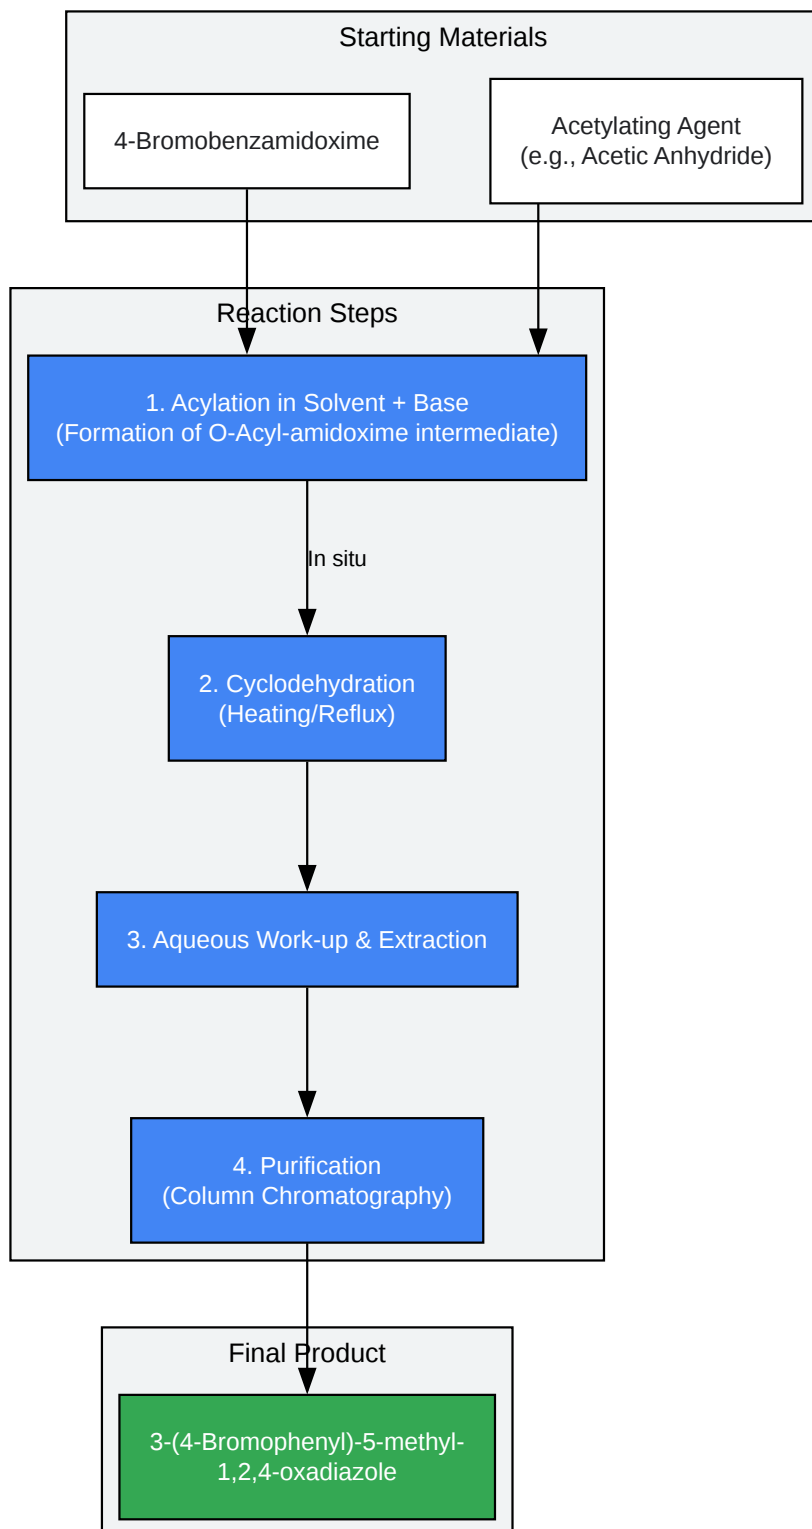 Starting Materials
4-Bromobenzamidoxime
Acetylating Agent
(e.g., Acetic Anhydride)
Reaction Steps
1. Acylation in Solvent + Base
(Formation of O-Acyl-amidoxime intermediate)
In situ
2. Cyclodehydration
(Heating/Reflux)
3. Aqueous Work-up & Extraction
4. Purification
(Column Chromatography)
Final Product
3-(4-Bromophenyl)-5-methyl-
1,2,4-oxadiazole